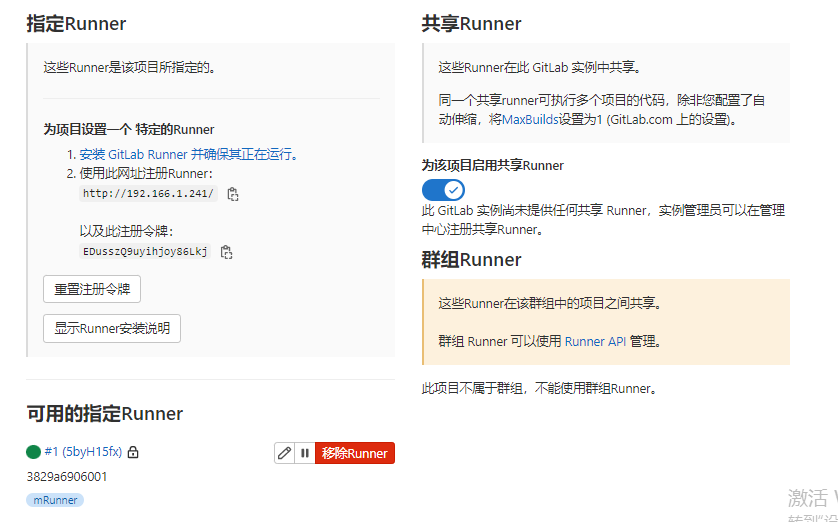 指定Runner
这些Runner是该项目所指定的。
为项目设置一个 特定的Runner
1. 安装 GitLab Runner 并确保其正在运行。
2. 使用此网址注册Runner:
http://192.166.1.241/
以及此注册令牌:
EDusszQ9uyihjoy86Lkj
重置注册令牌
显示Runner安装说明
可用的指定Runner
#1 (5byH15fx)
移除Runner
3829a6906001
mRunner
共享Runner
这些Runner在此 GitLab 实例中共享。
同一个共享runner可执行多个项目的代码，除非您配置了自
动伸缩，将MaxBuilds设置为1 (GitLab.com 上的设置)。
为该项目启用共享Runner
此 GitLab 实例尚未提供任何共享 Runner，实例管理员可以在管理
中心注册共享Runner。
群组Runner
这些Runner在该群组中的项目之间共享。
群组 Runner 可以使用 Runner API 管理。
此项目不属于群组，不能使用群组Runner。
激活
转到"设